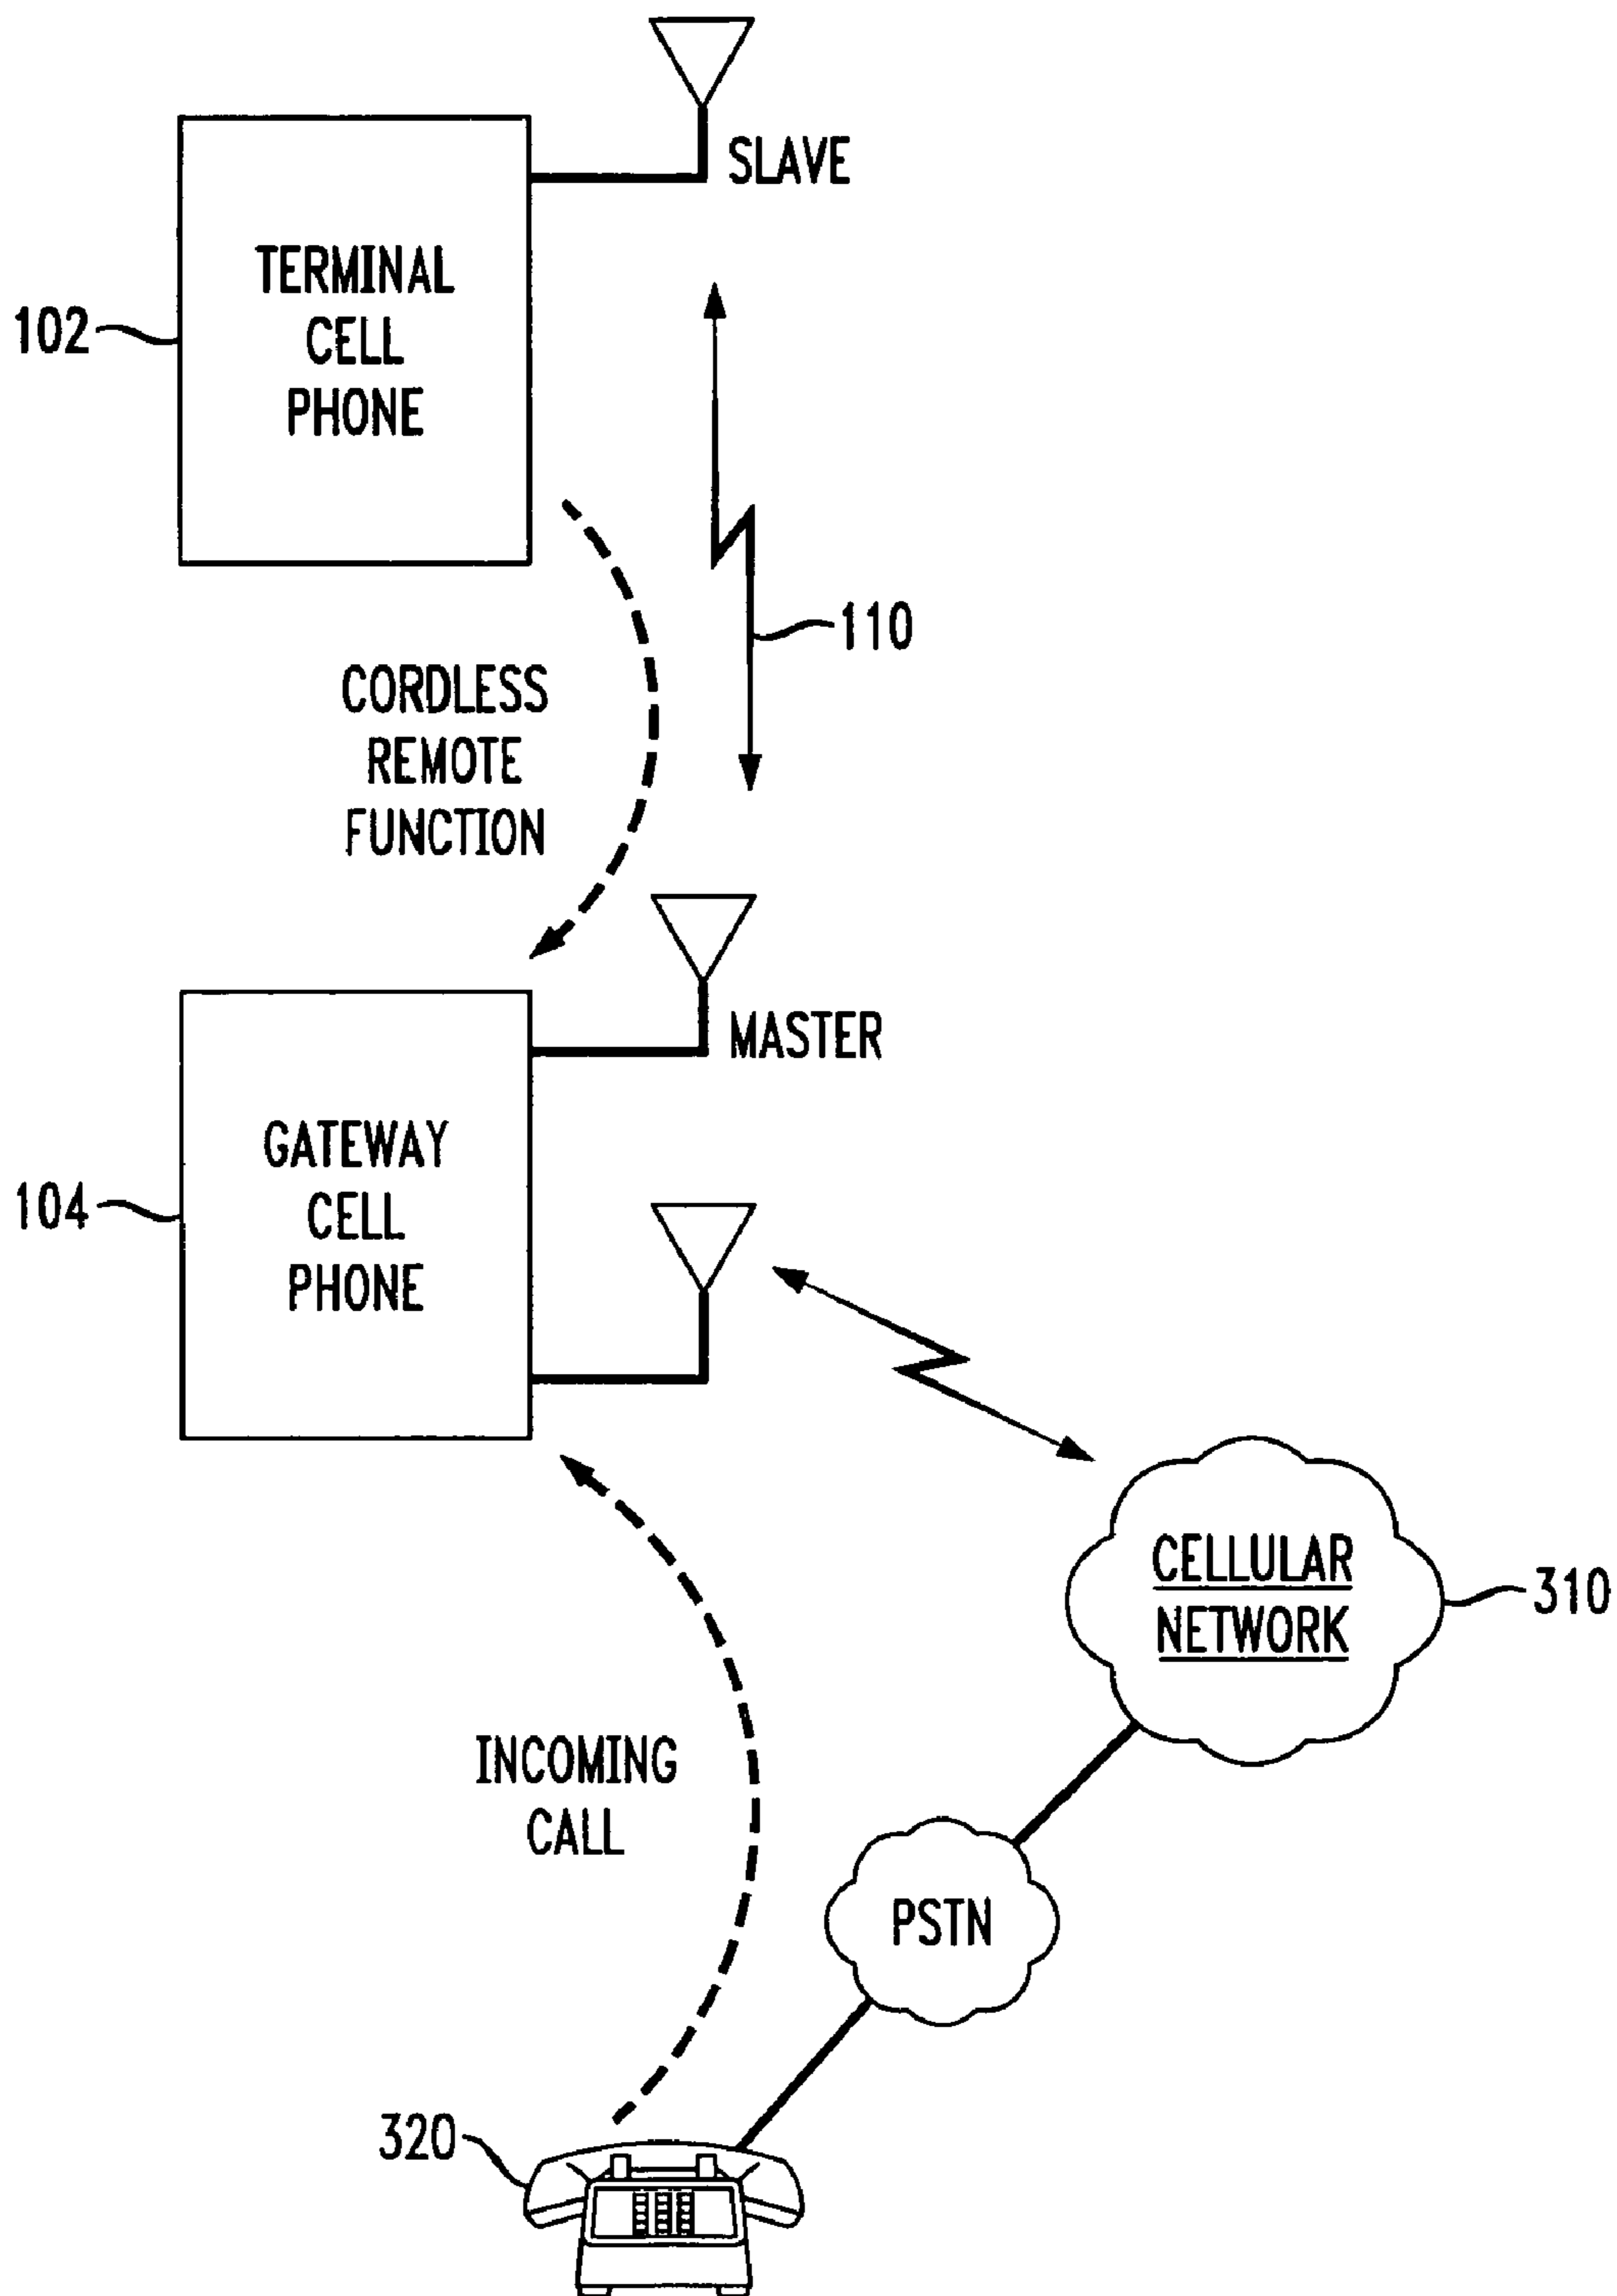 SLAVE
TERMINAL
CELL
PHONE
102
110
CORDLESS
REMOTE
FUNCTION
MASTER
GATEWAY
CELL
PHONE
104
CELLULAR
NETWORK
310
INCOMING
CALL
PSTN
320